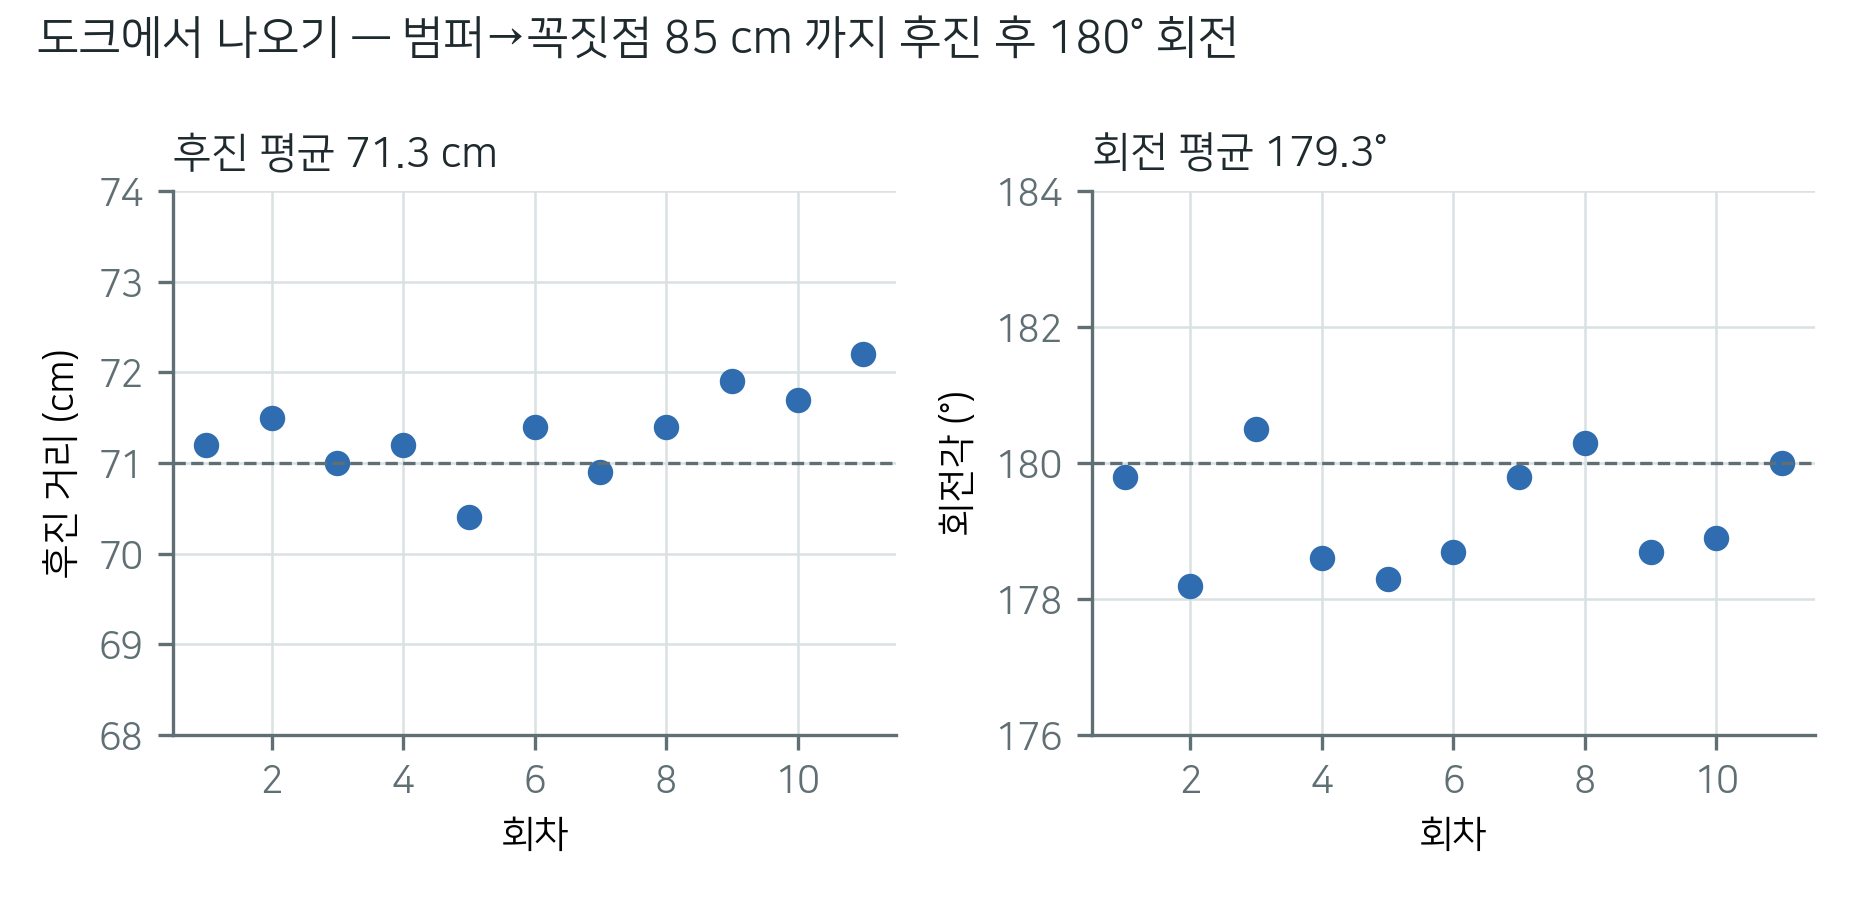 도크에서 나오기 — 범퍼→꼭짓점 85 cm 까지 후진 후 180° 회전
후진 평균 71.3 cm
74
73
72
71
70
69
68
후진 거리 (cm)
2 4 6 8 10
회차
회전 평균 179.3°
184
182
180
178
176
회전각 (°)
2 4 6 8 10
회차